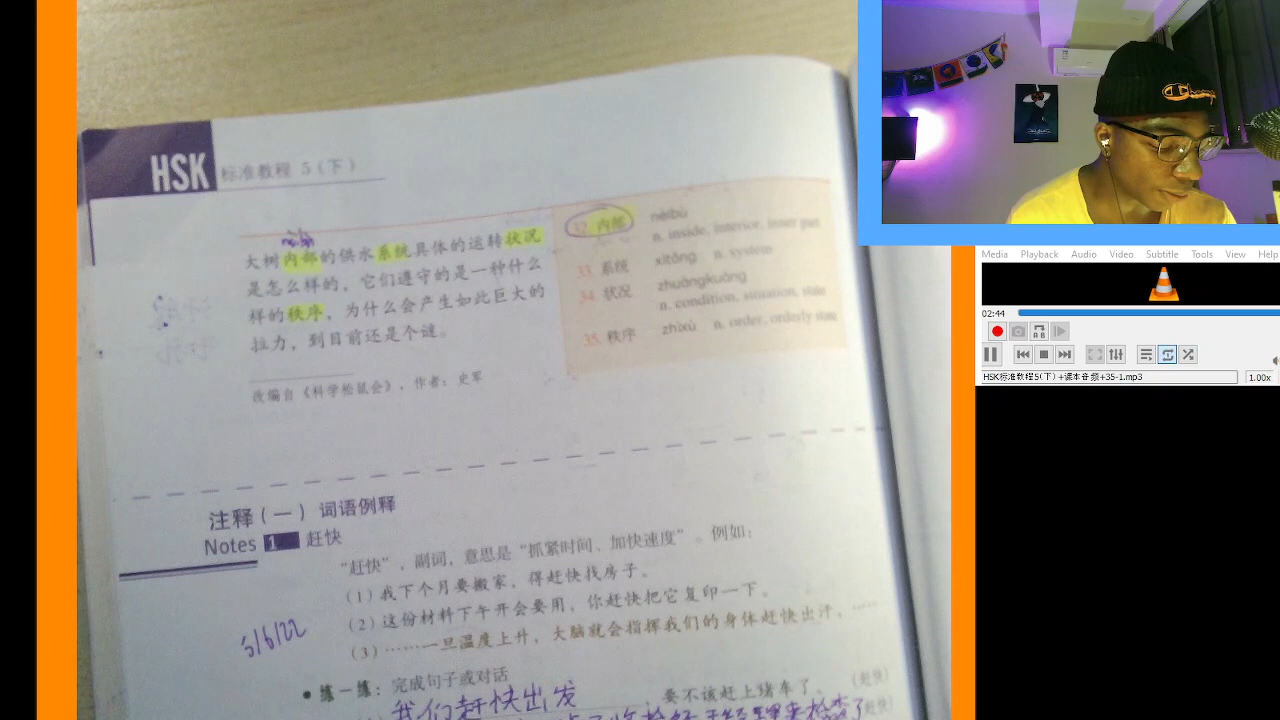 HSK 标准教程 5(下)
neibu
大树内部的供水系统具体的运转状况
是怎么样的,它们遵守的是一种什么
样的秩序,为什么会产生如此巨大的
拉力,到目前还是个谜。
32. 内部 nèibù
n. inside, interior, inner part
33. 系统 xìtǒng n. system
34. 状况 zhuàngkuàng
n. condition, situation, state
35. 秩序 zhìxù n. order, orderly state
改编自《科学松鼠会》,作者:史军
注释(一) 词语例释
Notes 1 赶快
“赶快”,副词,意思是“抓紧时间、加快速度”。例如:
(1)我下个月要搬家,得赶快找房子。
(2)这份材料下午开会要用,你赶快把它复印一下。
(3)……一旦温度上升,大脑就会指挥我们的身体赶快出汗,……
5/6/22
● 练一练:完成句子或对话
我们赶快出发 要不该赶上堵车了。 (赶快)
来检查了 赶快)
Champion
Media Playback Audio Video Subtitle Tools View Help
02:44
HSK标准教程5(下)+课本音频+35-1.mp3
1.00x